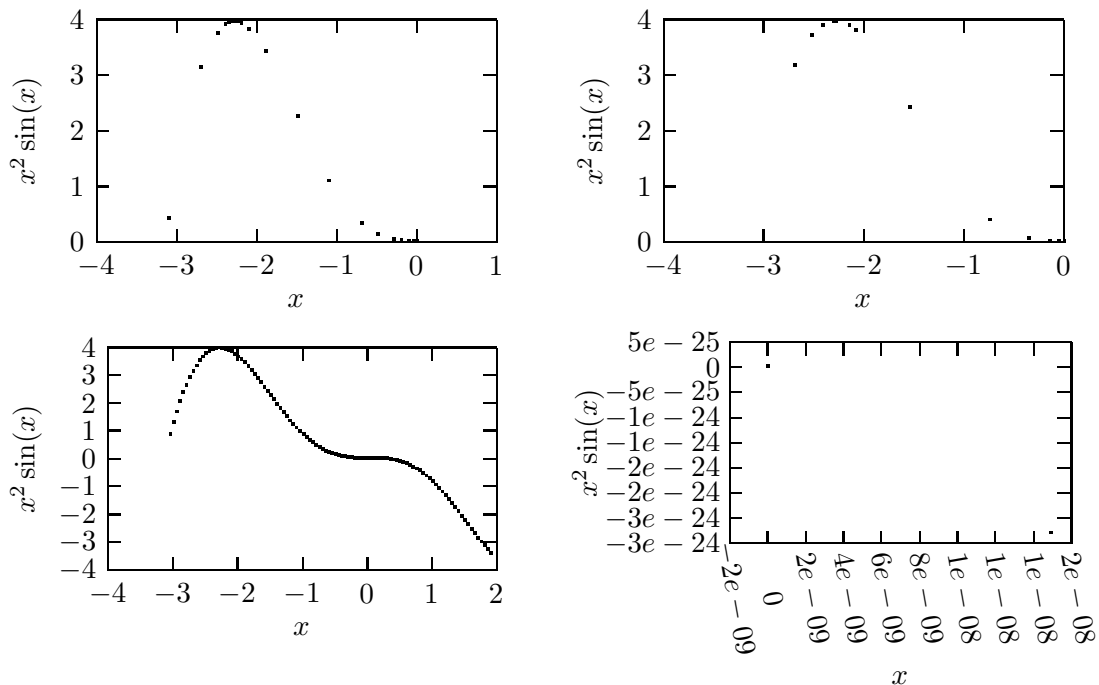 4
3
2
1
0
−4 −3 −2 −1 0 1
x
x² sin(x)
4
3
2
1
0
−4 −3 −2 −1 0
x
x² sin(x)
4
3
2
1
0
−1
−2
−3
−4
−4 −3 −2 −1 0 1 2
x
x² sin(x)
5e − 25
0
−5e − 25
−1e − 24
−1e − 24
−2e − 24
−2e − 24
−3e − 24
−3e − 24
−2e − 09
0
2e − 09
4e − 09
6e − 09
8e − 09
1e − 08
1e − 08
1e − 08
2e − 08
x
x² sin(x)